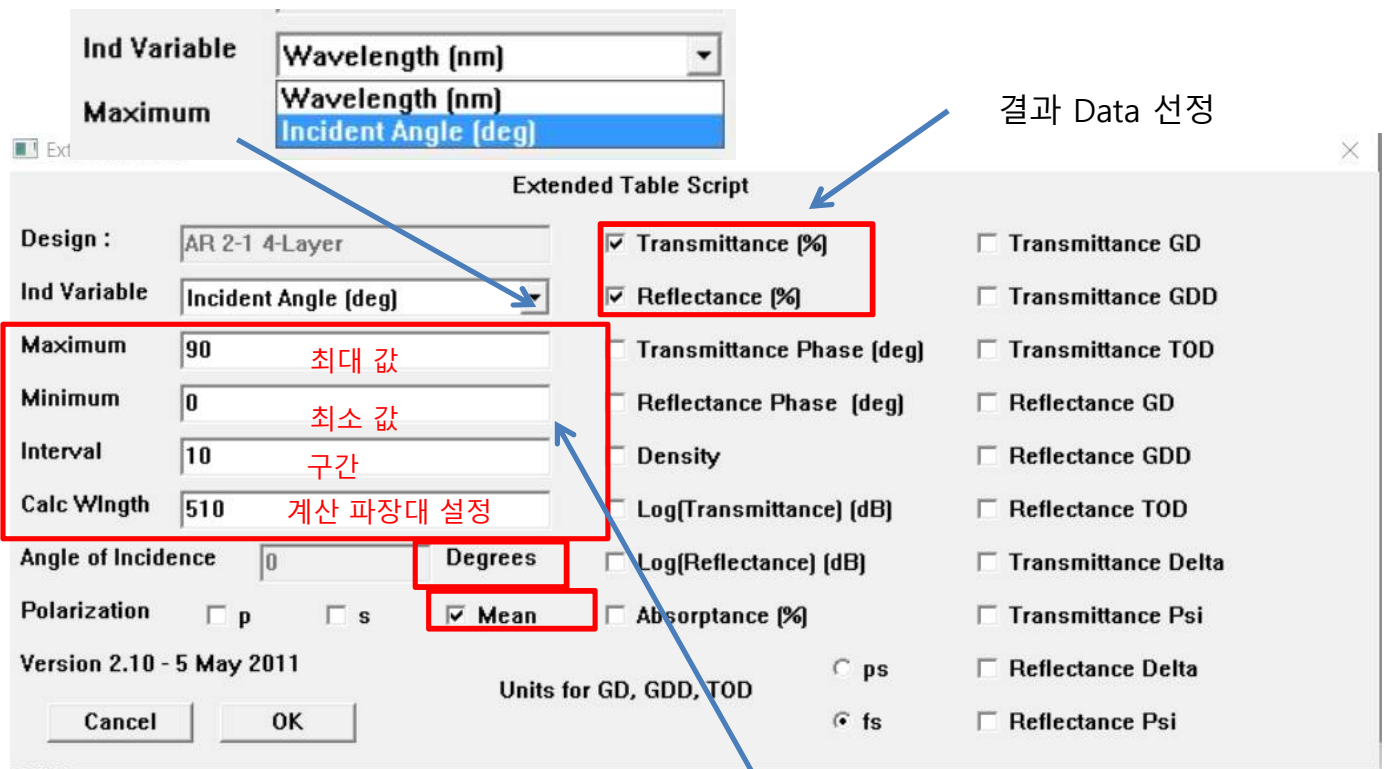 Ind Variable
Wavelength (nm)
Wavelength (nm)
Maximum
Incident Angle (deg)
결과 Data 선정
Ext
Extended Table Script
Design :
AR 2-1 4-Layer
Transmittance (%)
Transmittance GD
Ind Variable
Incident Angle (deg)
Reflectance (%)
Transmittance GDD
Maximum
90
최대 값
Transmittance Phase (deg)
Transmittance TOD
Minimum
0
최소 값
Reflectance Phase (deg)
Reflectance GD
Interval
10
구간
Density
Reflectance GDD
Calc Wlngth
510
계산 파장대 설정
Log(Transmittance) (dB)
Reflectance TOD
Angle of Incidence
0
Degrees
Log(Reflectance) (dB)
Transmittance Delta
Polarization
p
s
Mean
Absorptance (%)
Transmittance Psi
Version 2.10 - 5 May 2011
Units for GD, GDD, TOD
ps
Reflectance Delta
Cancel
OK
fs
Reflectance Psi